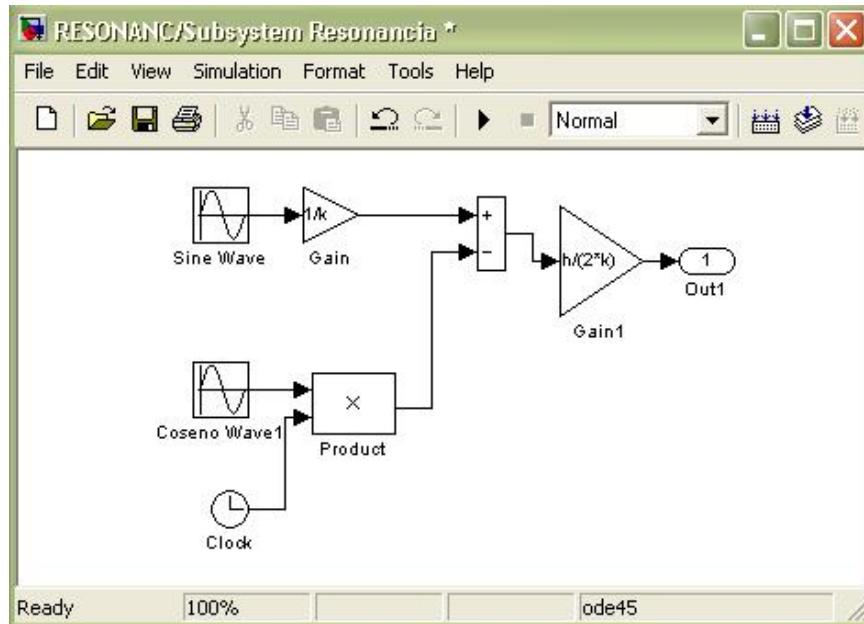 RESONANC/Subsystem Resonancia *
File Edit View Simulation Format Tools Help
Normal
1/k
+
Sine Wave
Gain
−
h/(2*k)
1
Out1
Gain1
×
Coseno Wave1
Product
Clock
Ready 100% ode45